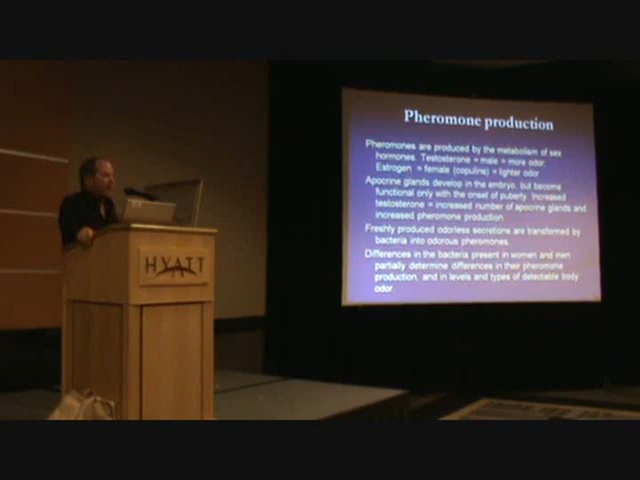 Pheromone production
Pheromones are produced by the metabolism of sex
hormones. Testosterone = male = more odor.
Estrogen = female (copulins) = lighter odor
Apocrine glands develop in the embryo, but become
functional only with the onset of puberty. Increased
testosterone = increased number of apocrine glands and
increased pheromone production.
Freshly produced odorless secretions are transformed by
bacteria into odorous pheromones.
Differences in the bacteria present in women and men
partially determine differences in their pheromone
production, and in levels and types of detectable body
odor.
HYATT